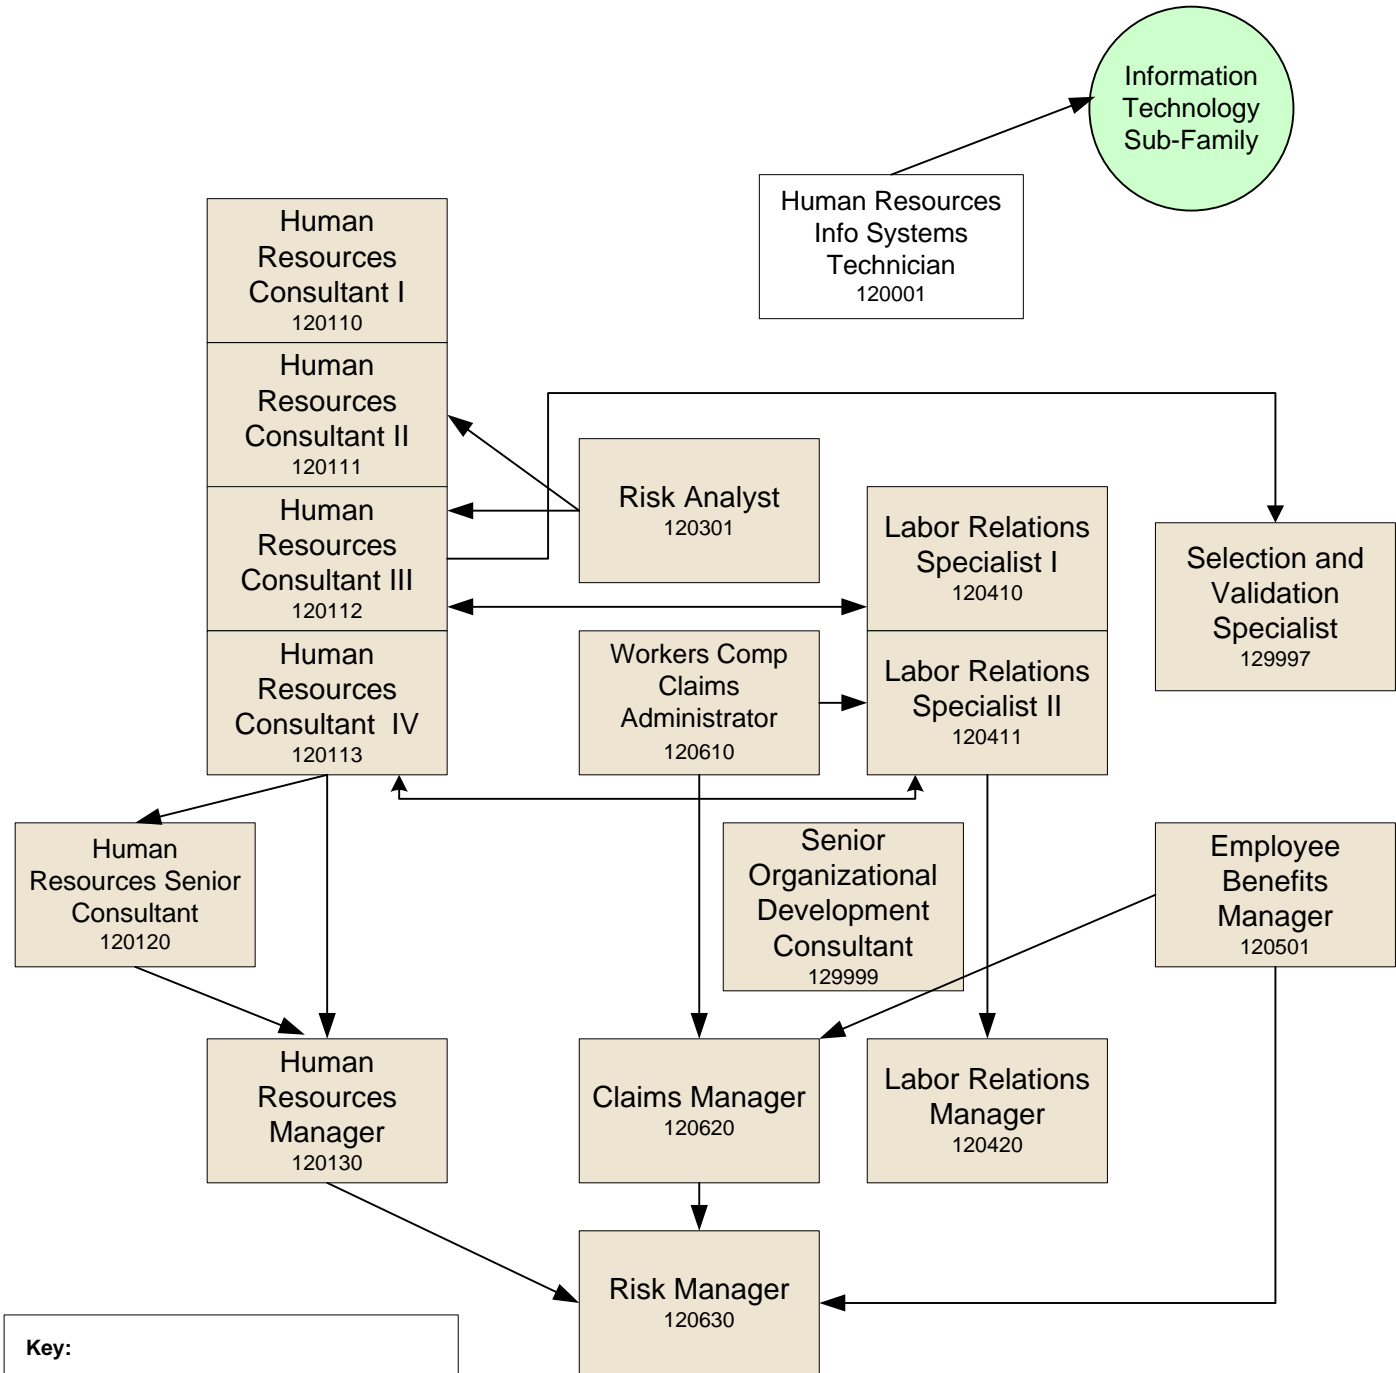 Information
Technology
Sub-Family
Human Resources
Info Systems
Technician
120001
Human
Resources
Consultant I
120110
Human
Resources
Consultant II
120111
Human
Resources
Consultant III
120112
Human
Resources
Consultant  IV
120113
Risk Analyst
120301
Labor Relations
Specialist I
120410
Labor Relations
Specialist II
120411
Selection and
Validation
Specialist
129997
Workers Comp
Claims
Administrator
120610
Human
Resources Senior
Consultant
120120
Senior
Organizational
Development
Consultant
129999
Employee
Benefits
Manager
120501
Human
Resources
Manager
120130
Claims Manager
120620
Labor Relations
Manager
120420
Risk Manager
120630
Key: